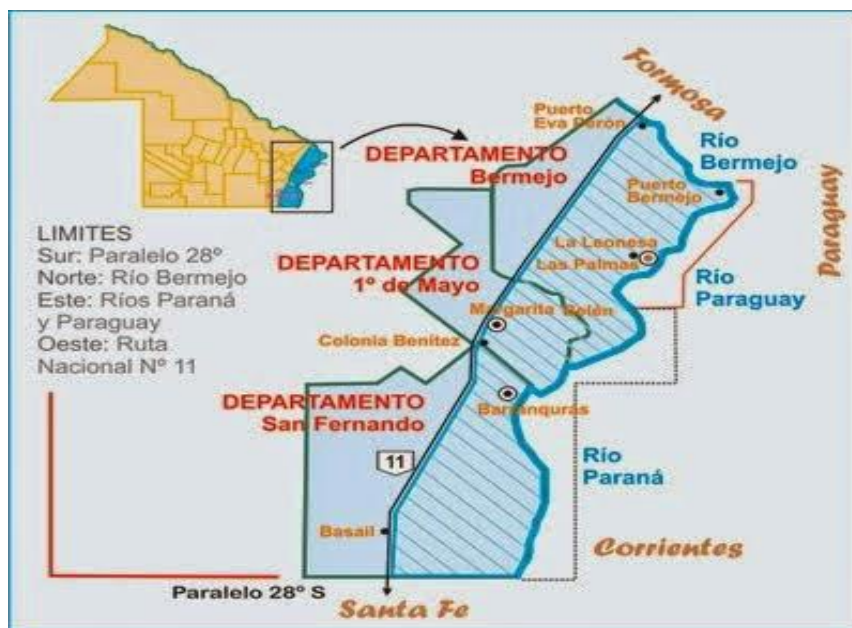 Formosa
Puerto
Eva Perón
Río
Bermejo
DEPARTAMENTO
Bermejo
Puerto
Bermejo
Paraguay
LIMITES
Sur: Paralelo 28º
Norte: Río Bermejo
Este: Ríos Paraná
y Paraguay
Oeste: Ruta
Nacional Nº 11
La Leonesa
Las Palmas
DEPARTAMENTO
1º de Mayo
Río
Paraguay
Margarita Belén
Colonia Benítez
DEPARTAMENTO
San Fernando
Barranqurás
11
Río
Paraná
Basail
Corrientes
Paralelo 28º S
Santa Fe